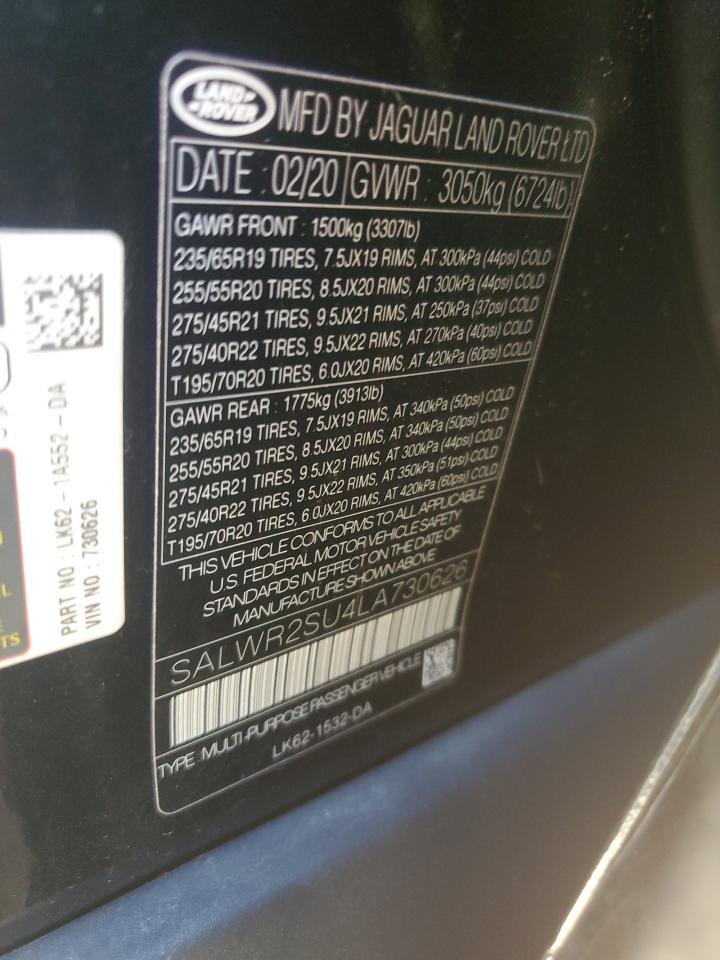 LAND ROVER
MFD BY JAGUAR LAND ROVER LTD
DATE : 02/20 GVWR : 3050kg (6724lb)
GAWR FRONT : 1500kg (3307lb)
235/65R19 TIRES, 7.5JX19 RIMS, AT 300kPa (44psi) COLD
255/55R20 TIRES, 8.5JX20 RIMS, AT 300kPa (44psi) COLD
275/45R21 TIRES, 9.5JX21 RIMS, AT 250kPa (37psi) COLD
275/40R22 TIRES, 9.5JX22 RIMS, AT 270kPa (40psi) COLD
T195/70R20 TIRES, 6.0JX20 RIMS, AT 420kPa (60psi) COLD
GAWR REAR : 1775kg (3913lb)
235/65R19 TIRES, 7.5JX19 RIMS, AT 340kPa (50psi) COLD
255/55R20 TIRES, 8.5JX20 RIMS, AT 340kPa (50psi) COLD
275/45R21 TIRES, 9.5JX21 RIMS, AT 300kPa (44psi) COLD
275/40R22 TIRES, 9.5JX22 RIMS, AT 350kPa (51psi) COLD
T195/70R20 TIRES, 6.0JX20 RIMS, AT 420kPa (60psi) COLD
THIS VEHICLE CONFORMS TO ALL APPLICABLE
U.S. FEDERAL MOTOR VEHICLE SAFETY
STANDARDS IN EFFECT ON THE DATE OF
MANUFACTURE SHOWN ABOVE
SALWR2SU4LA730626
TYPE : MULTI-PURPOSE PASSENGER VEHICLE
LK62-1532-DA
PART NO : LK62 - 1A552 - DA
VIN NO : 730626